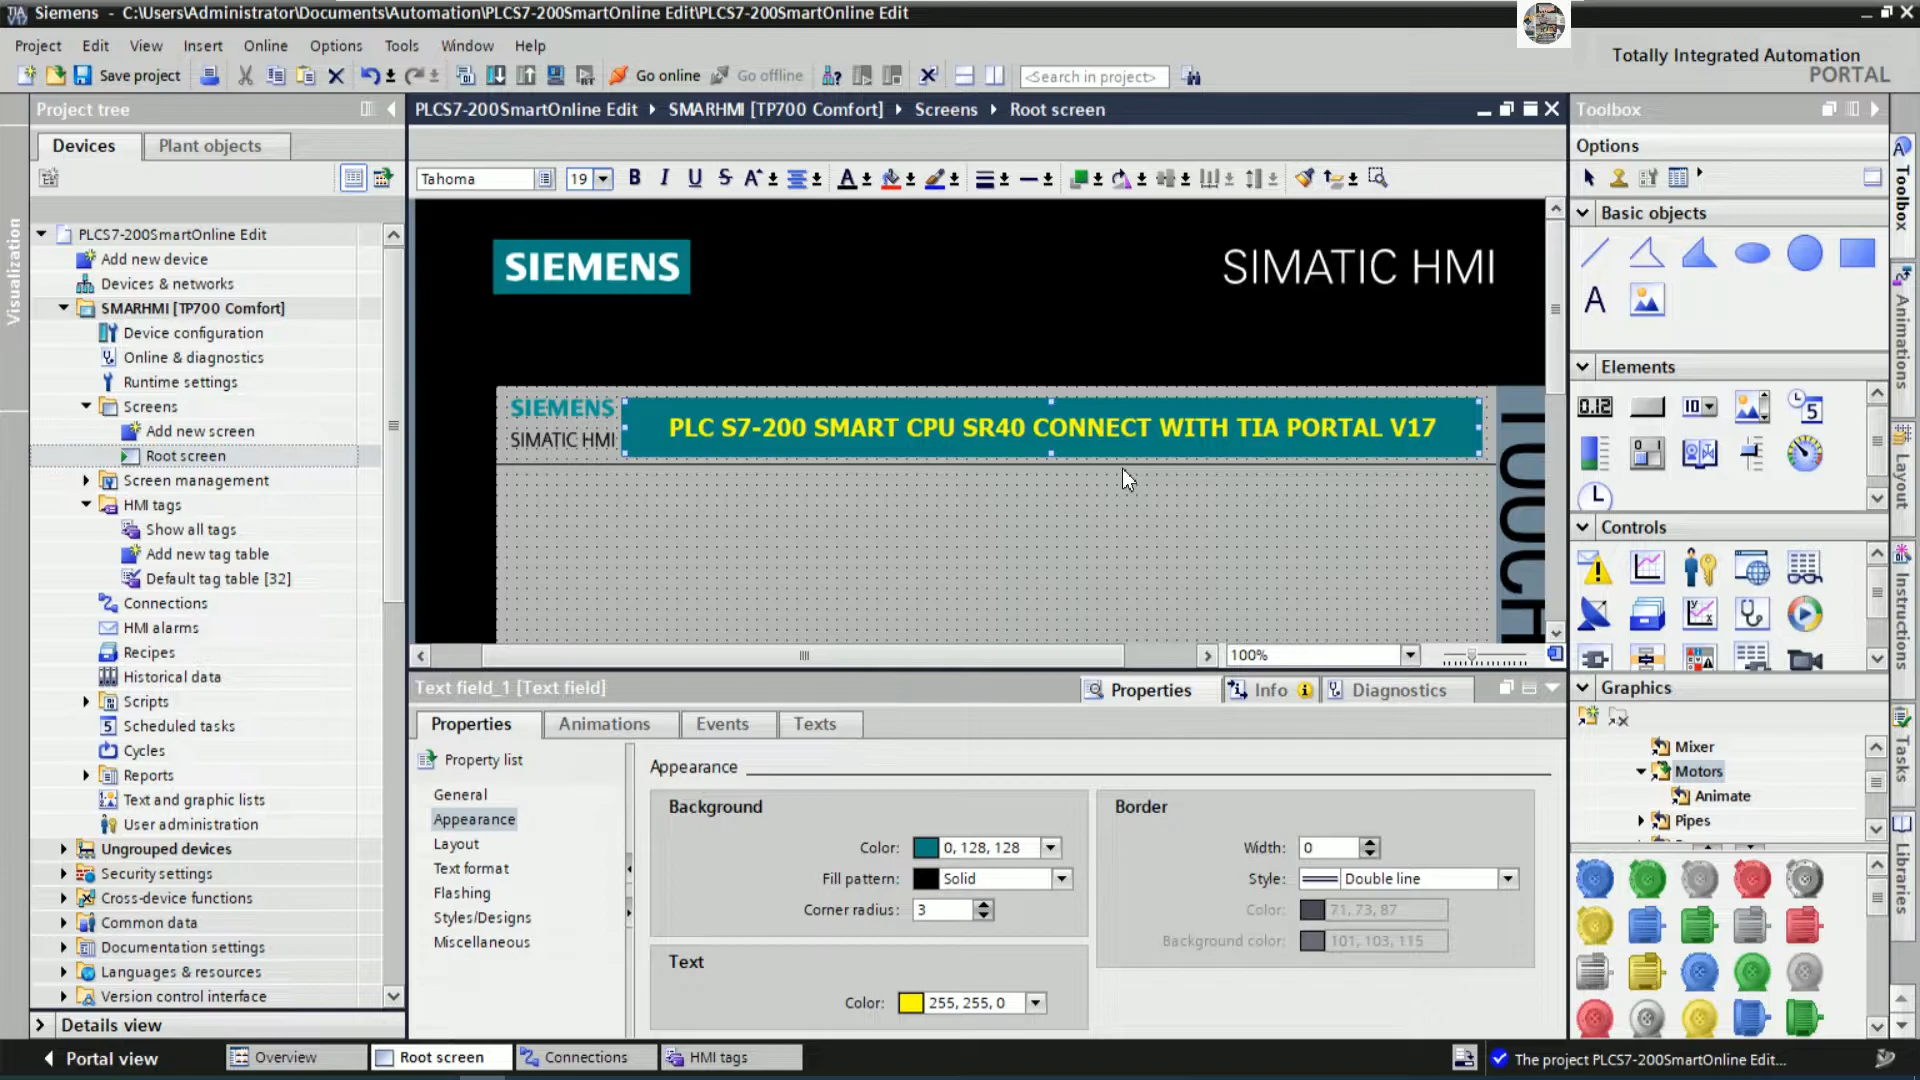 Siemens - C:\Users\Administrator\Documents\Automation\PLCS7-200SmartOnline Edit\PLCS7-200SmartOnline Edit
Project Edit View Insert Online Options Tools Window Help
Totally Integrated Automation
PORTAL
Save project
Go online
Go offline
<Search in project>
Project tree
PLCS7-200SmartOnline Edit
SMARHMI [TP700 Comfort]
Screens
Root screen
Toolbox
Devices
Plant objects
Options
Tahoma
19
Visualization
PLCS7-200SmartOnline Edit
Add new device
Devices & networks
SMARHMI [TP700 Comfort]
Device configuration
Online & diagnostics
Runtime settings
Screens
Add new screen
Root screen
Screen management
HMI tags
Show all tags
Add new tag table
Default tag table [32]
Connections
HMI alarms
Recipes
Historical data
Scripts
Scheduled tasks
Cycles
Reports
Text and graphic lists
User administration
Ungrouped devices
Security settings
Cross-device functions
Common data
Documentation settings
Languages & resources
Version control interface
Details view
SIEMENS
SIMATIC HMI
SIEMENS
SIMATIC HMI
PLC S7-200 SMART CPU SR40 CONNECT WITH TIA PORTAL V17
TOUCH
100%
Text field_1 [Text field]
Properties
Info
Diagnostics
Properties
Animations
Events
Texts
Property list
General
Appearance
Layout
Text format
Flashing
Styles/Designs
Miscellaneous
Appearance
Background
Color: 0, 128, 128
Fill pattern: Solid
Corner radius: 3
Text
Color: 255, 255, 0
Border
Width: 0
Style: Double line
Color: 71, 73, 87
Background color: 101, 103, 115
Basic objects
A
Elements
0.12
10
5
Controls
Graphics
Mixer
Motors
Animate
Pipes
Toolbox
Animations
Layout
Instructions
Tasks
Libraries
Portal view
Overview
Root screen
Connections
HMI tags
The project PLCS7-200SmartOnline Edit...